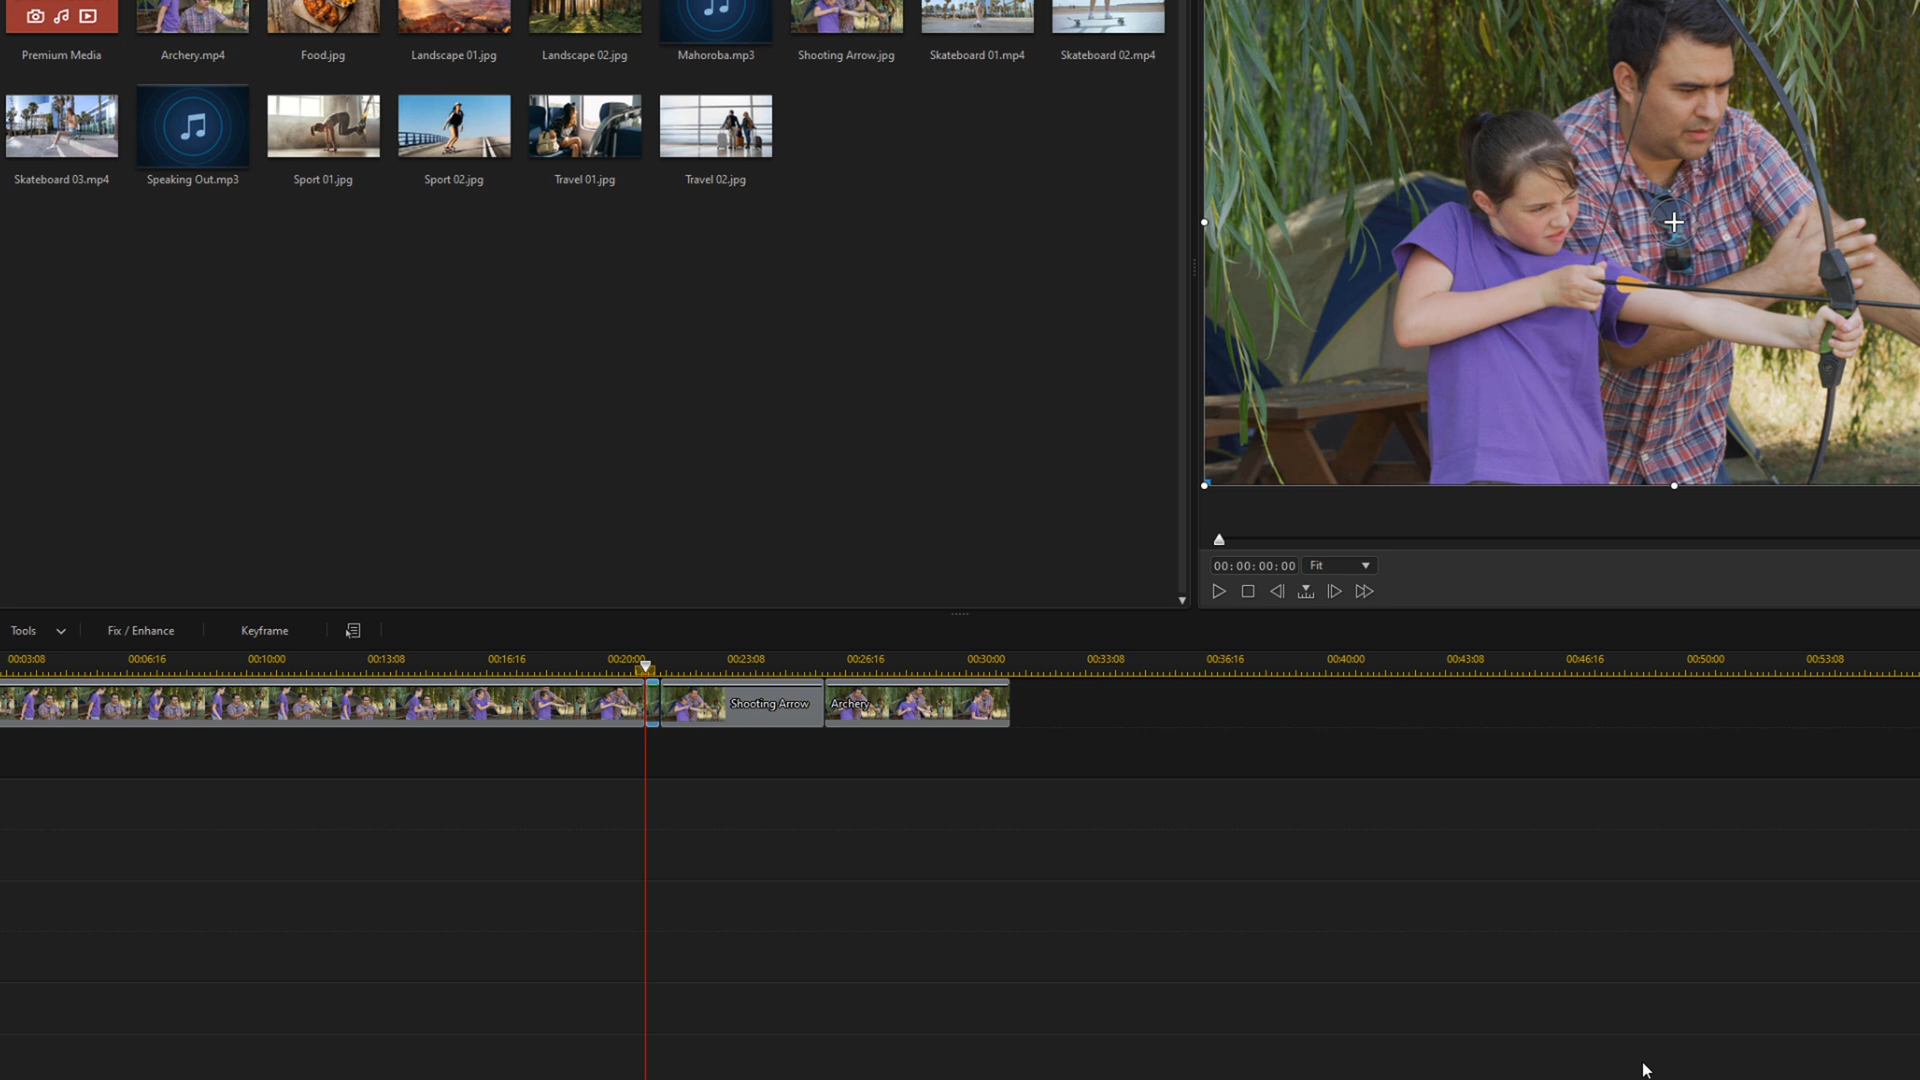 Premium Media
Archery.mp4
Food.jpg
Landscape 01.jpg
Landscape 02.jpg
Mahoroba.mp3
Shooting Arrow.jpg
Skateboard 01.mp4
Skateboard 02.mp4
Skateboard 03.mp4
Speaking Out.mp3
Sport 01.jpg
Sport 02.jpg
Travel 01.jpg
Travel 02.jpg
00:00:00:00
Fit
Tools
Fix / Enhance
Keyframe
00:03:08
00:06:16
00:10:00
00:13:08
00:16:16
00:20:00
00:23:08
00:26:16
00:30:00
00:33:08
00:36:16
00:40:00
00:43:08
00:46:16
00:50:00
00:53:08
Shooting Arrow
Archery